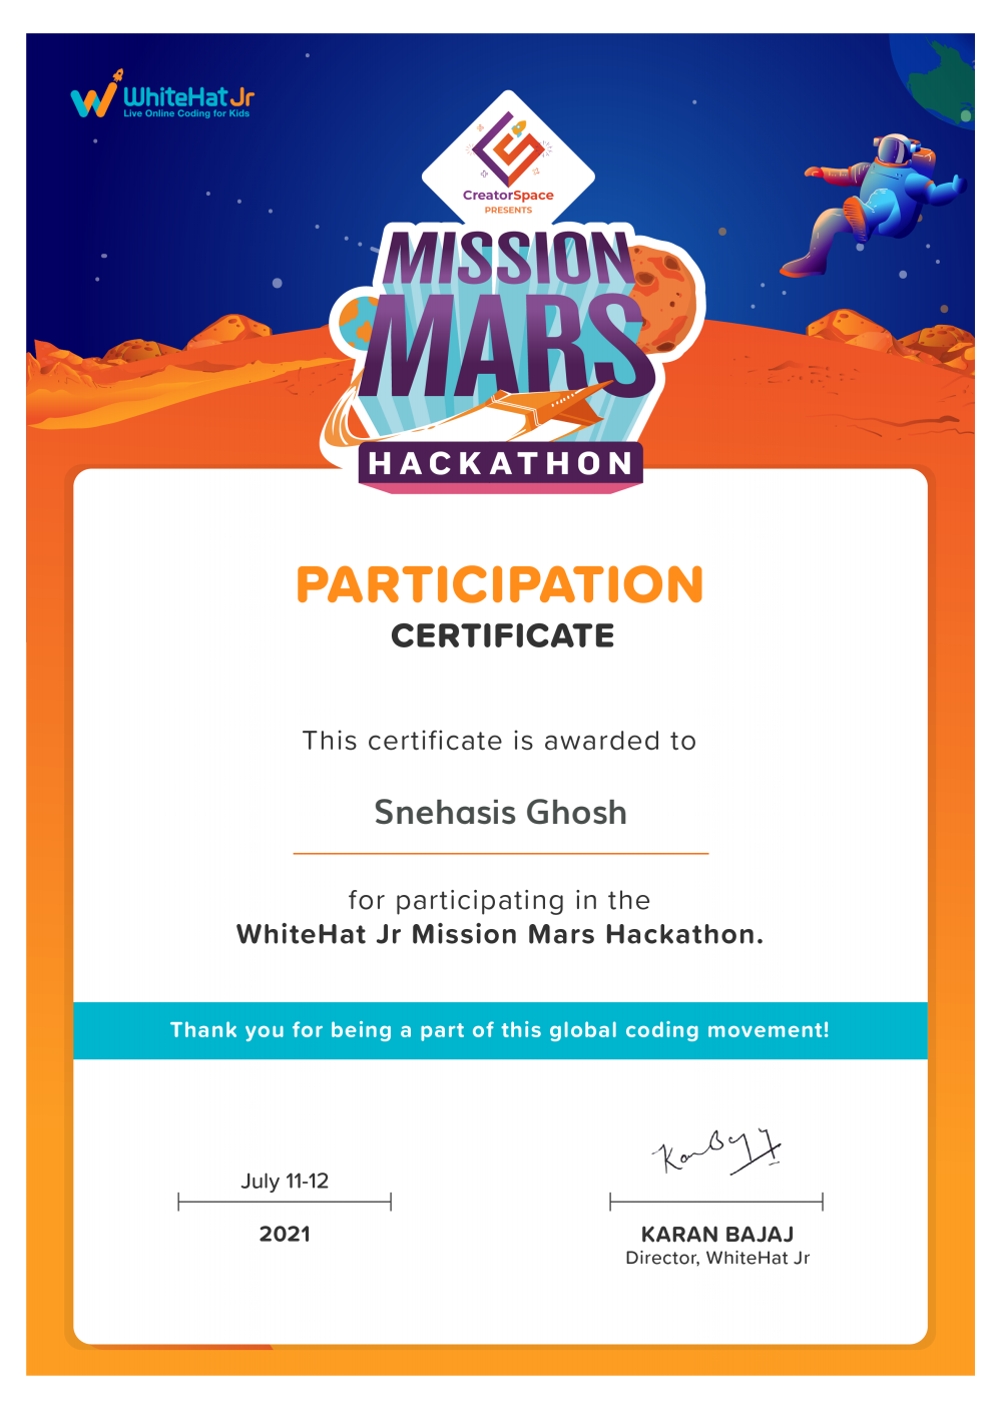 WhiteHat Jr
Live Online Coding for Kids
CreatorSpace
PRESENTS
MISSION
MARS
HACKATHON
PARTICIPATION
CERTIFICATE
This certificate is awarded to
Snehasis Ghosh
for participating in the
WhiteHat Jr Mission Mars Hackathon.
Thank you for being a part of this global coding movement!
July 11-12
2021
KARAN BAJAJ
Director, WhiteHat Jr